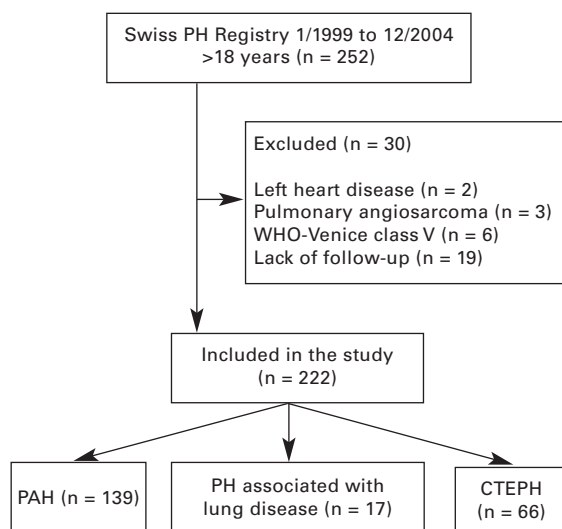 Swiss PH Registry 1/1999 to 12/2004
>18 years (n = 252)
Excluded (n = 30)
Left heart disease (n = 2)
Pulmonary angiosarcoma (n = 3)
WHO-Venice class V (n = 6)
Lack of follow-up (n = 19)
Included in the study
(n = 222)
PAH (n = 139)
PH associated with
lung disease (n = 17)
CTEPH
(n = 66)